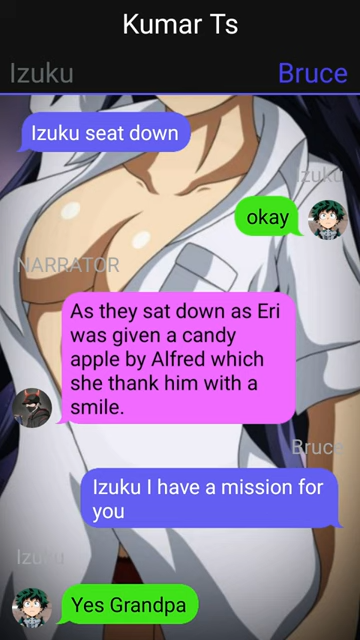 Kumar Ts
Izuku Bruce
Izuku seat down
zuku
okay
NARRATOR
As they sat down as Eri
was given a candy
apple by Alfred which
she thank him with a
smile.
Bruce
Izuku I have a mission for
you
Izuku
Yes Grandpa